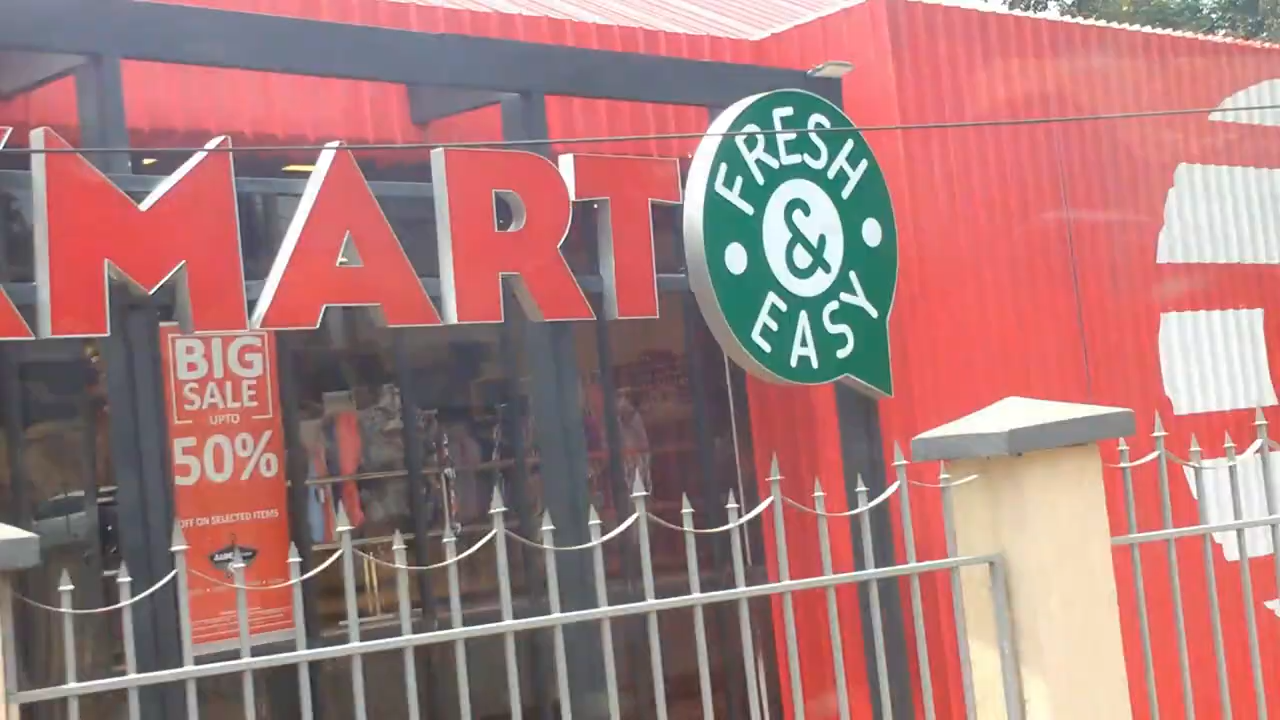 MART
FRESH
&
EASY
BIG
SALE
UPTO
50%
OFF ON SELECTED ITEMS